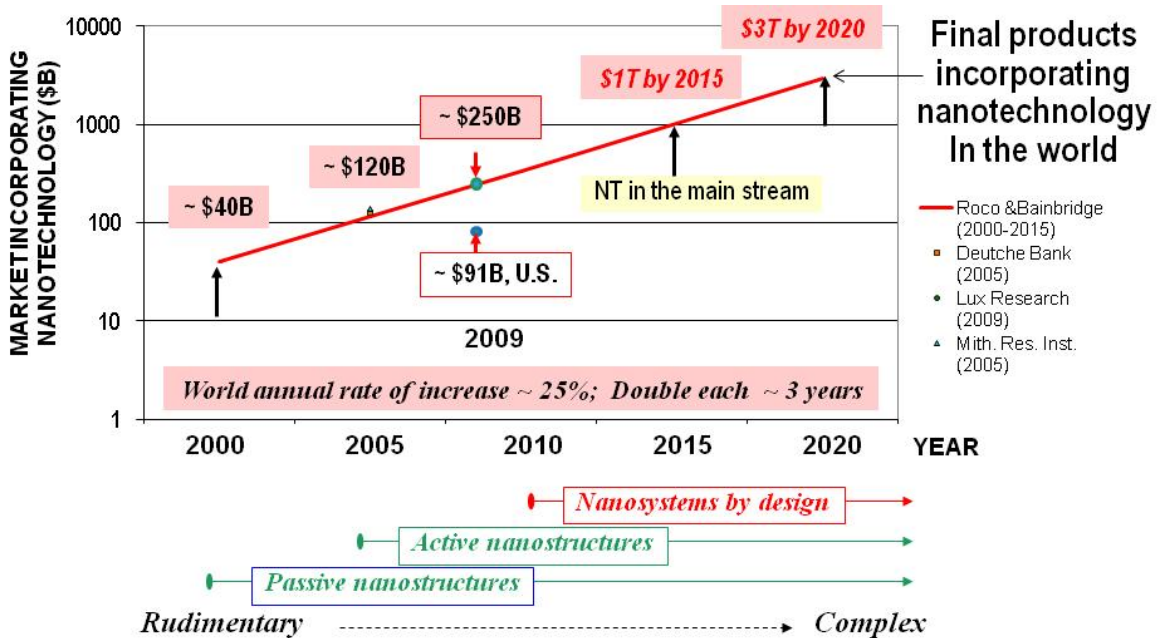 MARKET INCORPORATING
NANOTECHNOLOGY ($B)
10000
1000
100
10
1
~ $40B
~ $120B
~ $250B
~ $91B, U.S.
2009
$1T by 2015
$3T by 2020
NT in the main stream
World annual rate of increase ~ 25%; Double each ~ 3 years
2000
2005
2010
2015
2020
YEAR
Final products
incorporating
nanotechnology
In the world
Roco &Bainbridge
(2000-2015)
Deutche Bank
(2005)
Lux Research
(2009)
Mith. Res. Inst.
(2005)
Nanosystems by design
Active nanostructures
Passive nanostructures
Rudimentary
Complex